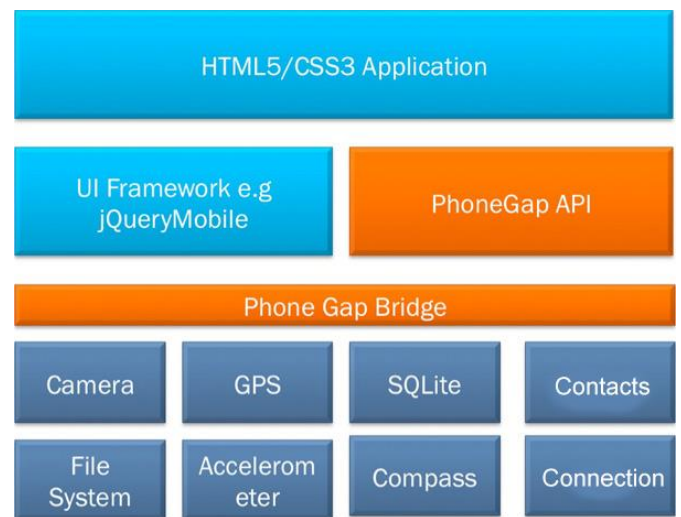 HTML5/CSS3 Application
UI Framework e.g
jQueryMobile
PhoneGap API
Phone Gap Bridge
Camera
GPS
SQLite
Contacts
File
System
Accelerom
eter
Compass
Connection